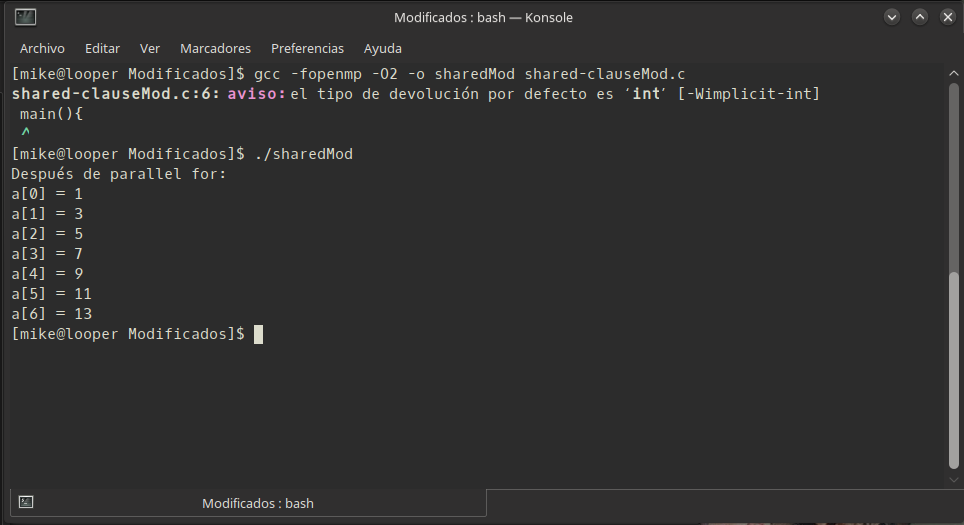 Modificados : bash — Konsole
Archivo Editar Ver Marcadores Preferencias Ayuda
[mike@looper Modificados]$ gcc -fopenmp -O2 -o sharedMod shared-clauseMod.c
shared-clauseMod.c:6: aviso: el tipo de devolución por defecto es ‘int’ [-Wimplicit-int]
 main(){
 ^
[mike@looper Modificados]$ ./sharedMod
Después de parallel for:
a[0] = 1
a[1] = 3
a[2] = 5
a[3] = 7
a[4] = 9
a[5] = 11
a[6] = 13
[mike@looper Modificados]$
Modificados : bash